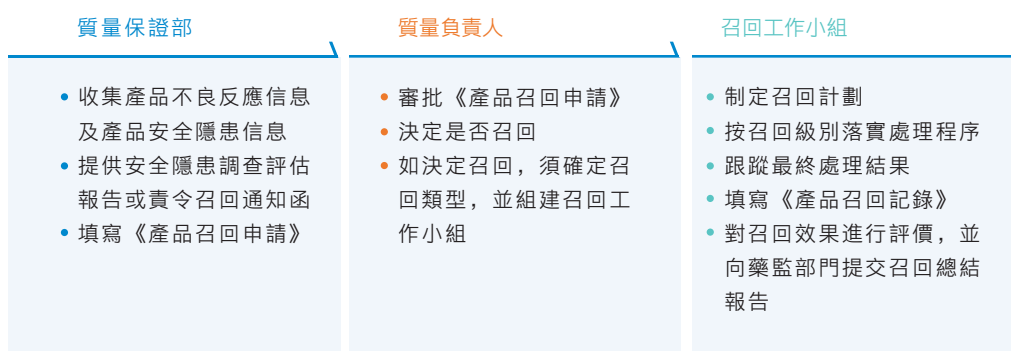 質量保證部
收集產品不良反應信息
及產品安全隱患信息
提供安全隱患調查評估
報告或責令召回通知函
填寫《產品召回申請》
質量負責人
審批《產品召回申請》
決定是否召回
如決定召回，須確定召
回類型，並組建召回工
作小組
召回工作小組
制定召回計劃
按召回級別落實處理程序
跟蹤最終處理結果
填寫《產品召回記錄》
對召回效果進行評價，並
向藥監部門提交召回總結
報告